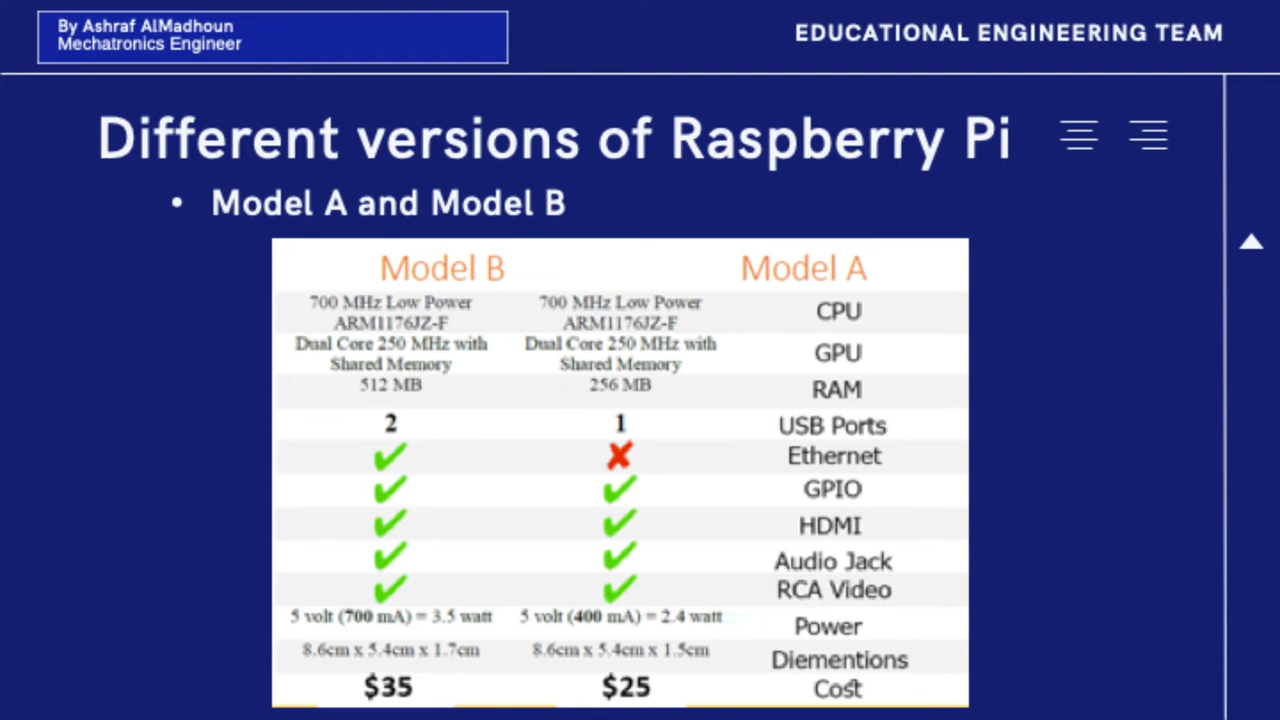 By Ashraf AlMadhoun
Mechatronics Engineer
EDUCATIONAL ENGINEERING TEAM
Different versions of Raspberry Pi
• Model A and Model B
Model B Model A
700 MHz Low Power 700 MHz Low Power CPU
ARM1176JZ-F ARM1176JZ-F
Dual Core 250 MHz with Dual Core 250 MHz with GPU
Shared Memory Shared Memory
512 MB 256 MB RAM
2 1 USB Ports
✔ ✘ Ethernet
✔ ✔ GPIO
✔ ✔ HDMI
✔ ✔ Audio Jack
✔ ✔ RCA Video
5 volt (700 mA) = 3.5 watt 5 volt (400 mA) = 2.4 watt Power
8.6cm x 5.4cm x 1.7cm 8.6cm x 5.4cm x 1.5cm Diementions
$35 $25 Cost